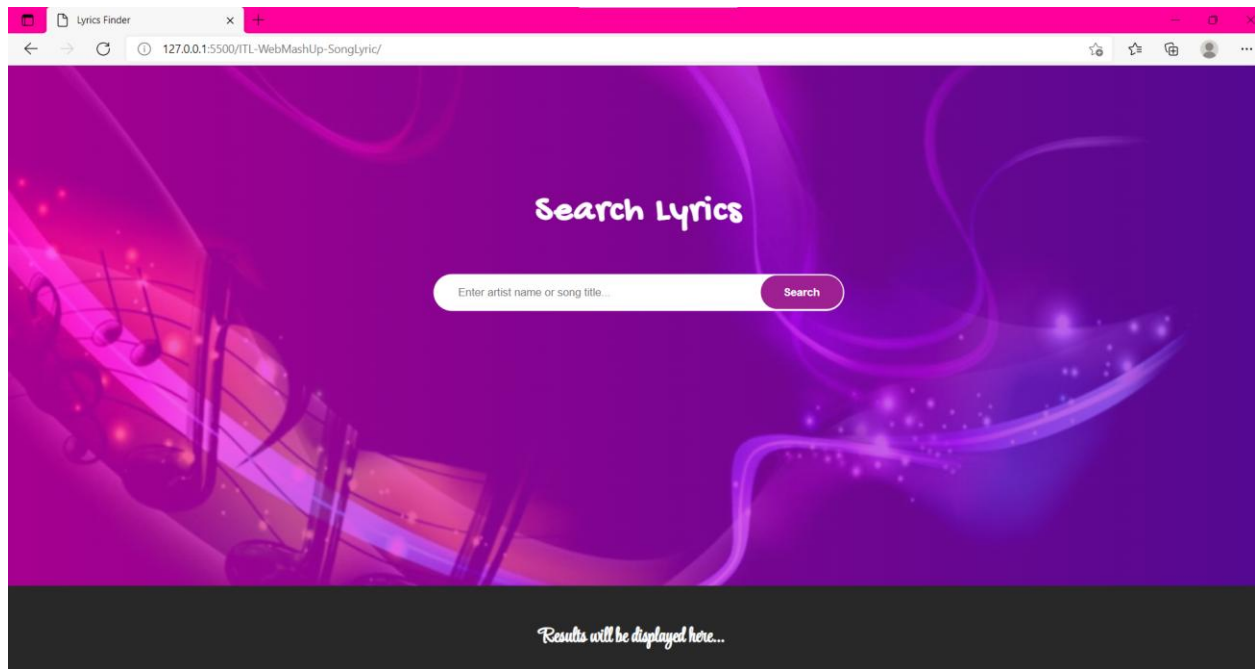 Lyrics Finder
127.0.0.1:5500/ITL-WebMashUp-SongLyric/
Search Lyrics
Enter artist name or song title...
Search
Results will be displayed here...